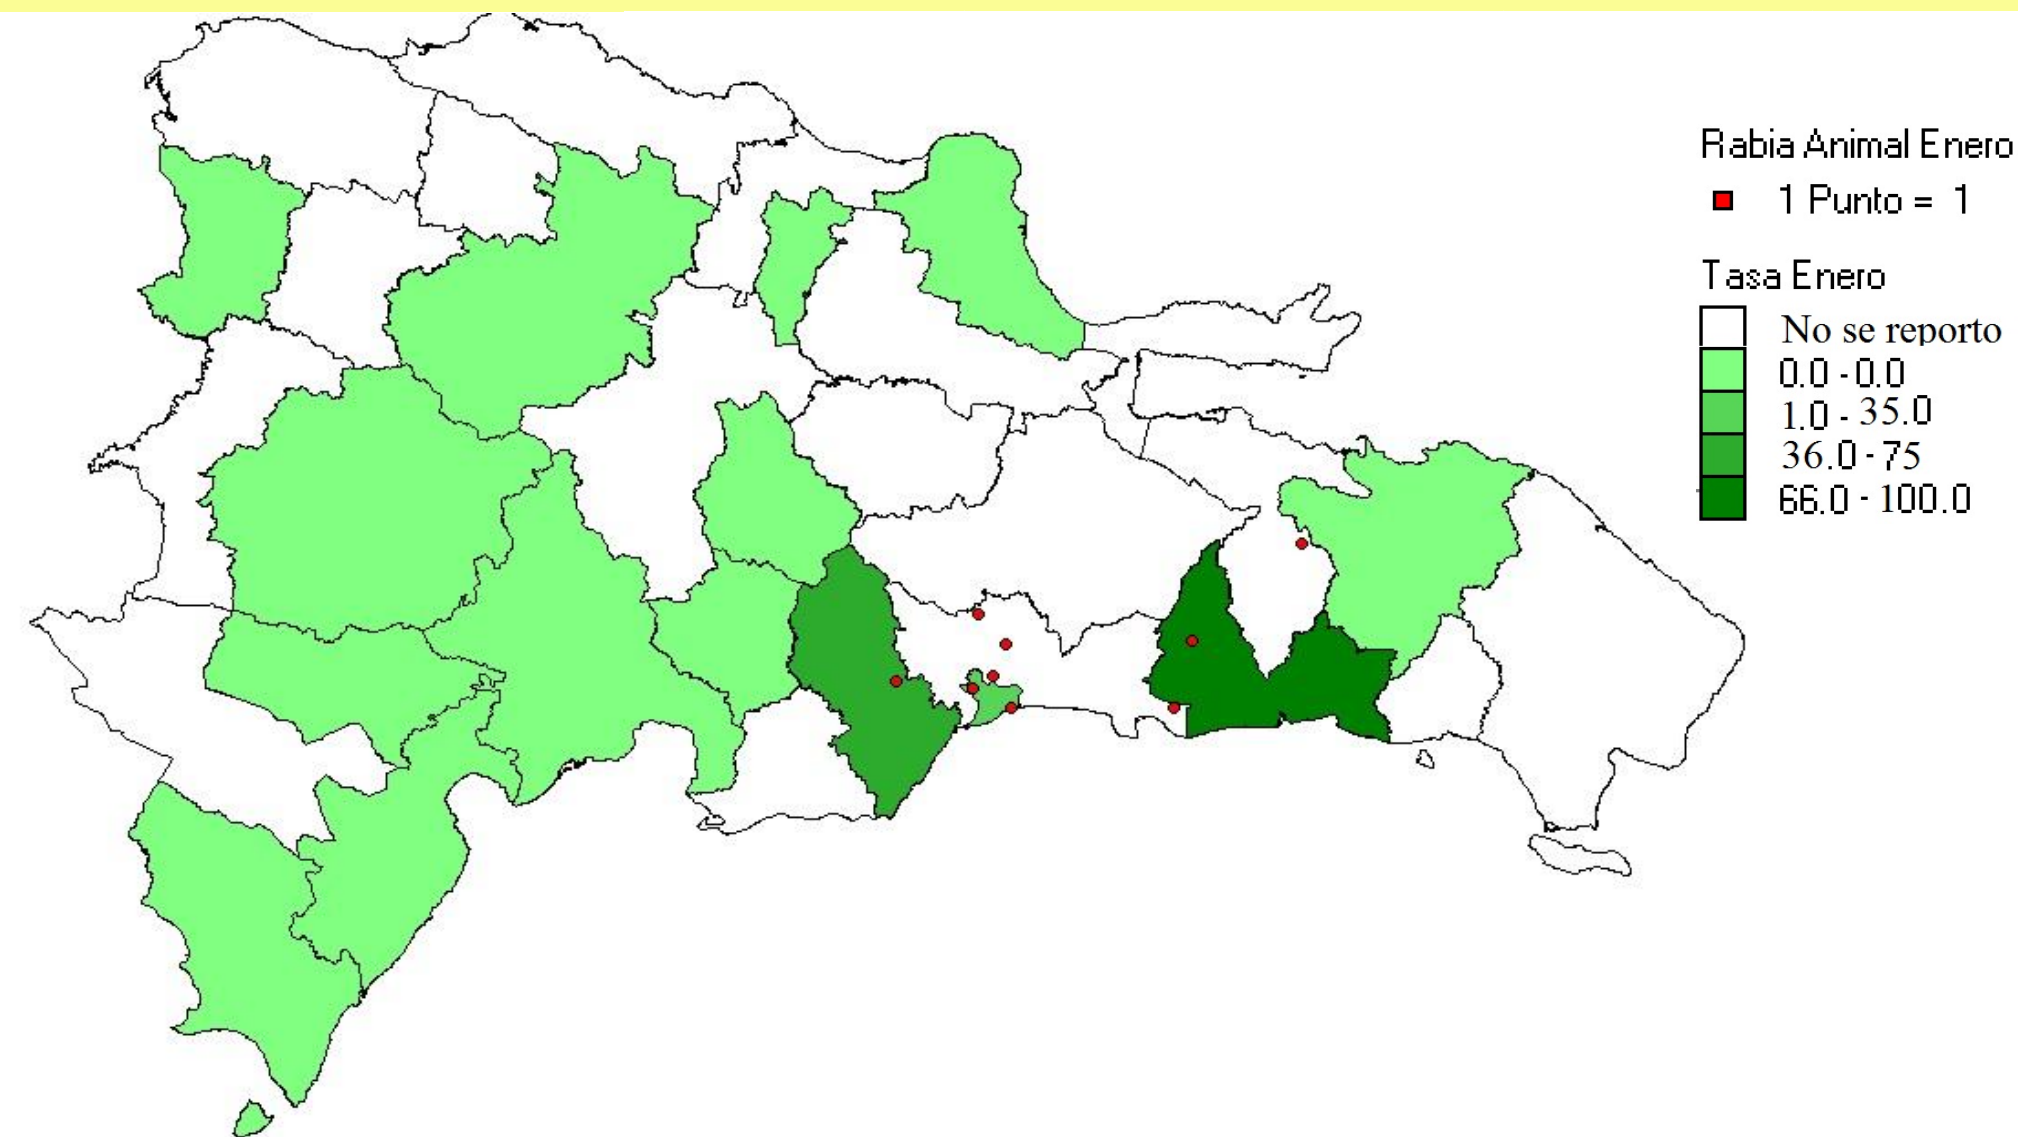 Rabia Animal Enero
1 Punto = 1
Tasa Enero
No se reporto
0.0 - 0.0
1.0 - 35.0
36.0 - 75
66.0 - 100.0